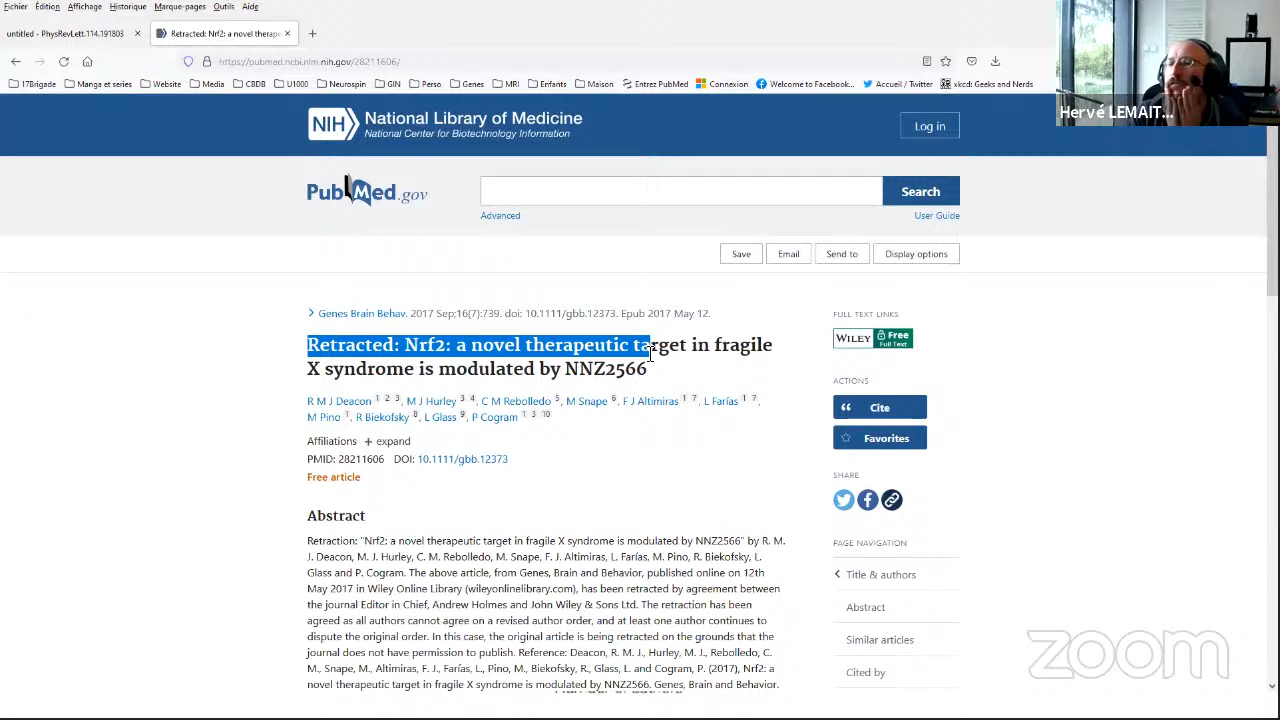 Fichier Édition Affichage Historique Marque-pages Outils Aide
untitled - PhysRevLett.114.191803 × Retracted: Nrf2: a novel therape × +
https://pubmed.ncbi.nlm.nih.gov/28211606/
17Brigade Manga et series Website Media CBDB U1000 Neurospin GIN Perso Genes MRI Enfants Maison Entrez PubMed Connexion Welcome to Facebook... Accueil / Twitter xkcd: Geeks and Nerds
Hervé LEMAIT...
NIH National Library of Medicine
National Center for Biotechnology Information
Log in
PubMed.gov
Search
Advanced User Guide
Save Email Send to Display options
Genes Brain Behav. 2017 Sep;16(7):739. doi: 10.1111/gbb.12373. Epub 2017 May 12.
Retracted: Nrf2: a novel therapeutic target in fragile
X syndrome is modulated by NNZ2566
R M J Deacon 1 2 3, M J Hurley 3 4, C M Rebolledo 5, M Snape 6, F J Altimiras 1 7, L Farías 1 7,
M Pino 1, R Biekofsky 8, L Glass 9, P Cogram 1 3 10
Affiliations + expand
PMID: 28211606 DOI: 10.1111/gbb.12373
Free article
Abstract
Retraction: "Nrf2: a novel therapeutic target in fragile X syndrome is modulated by NNZ2566" by R. M.
J. Deacon, M. J. Hurley, C. M. Rebolledo, M. Snape, F. J. Altimiras, L. Farías, M. Pino, R. Biekofsky, L.
Glass and P. Cogram. The above article, from Genes, Brain and Behavior, published online on 12th
May 2017 in Wiley Online Library (wileyonlinelibrary.com), has been retracted by agreement between
the journal Editor in Chief, Andrew Holmes and John Wiley & Sons Ltd. The retraction has been
agreed as all authors cannot agree on a revised author order, and at least one author continues to
dispute the original order. In this case, the original article is being retracted on the grounds that the
journal does not have permission to publish. Reference: Deacon, R. M. J., Hurley, M. J., Rebolledo, C.
M., Snape, M., Altimiras, F. J., Farías, L., Pino, M., Biekofsky, R., Glass, L. and Cogram, P. (2017), Nrf2: a
novel therapeutic target in fragile X syndrome is modulated by NNZ2566. Genes, Brain and Behavior.
FULL TEXT LINKS
WILEY Free Full Text
ACTIONS
Cite
Favorites
SHARE
PAGE NAVIGATION
Title & authors
Abstract
Similar articles
Cited by
zoom